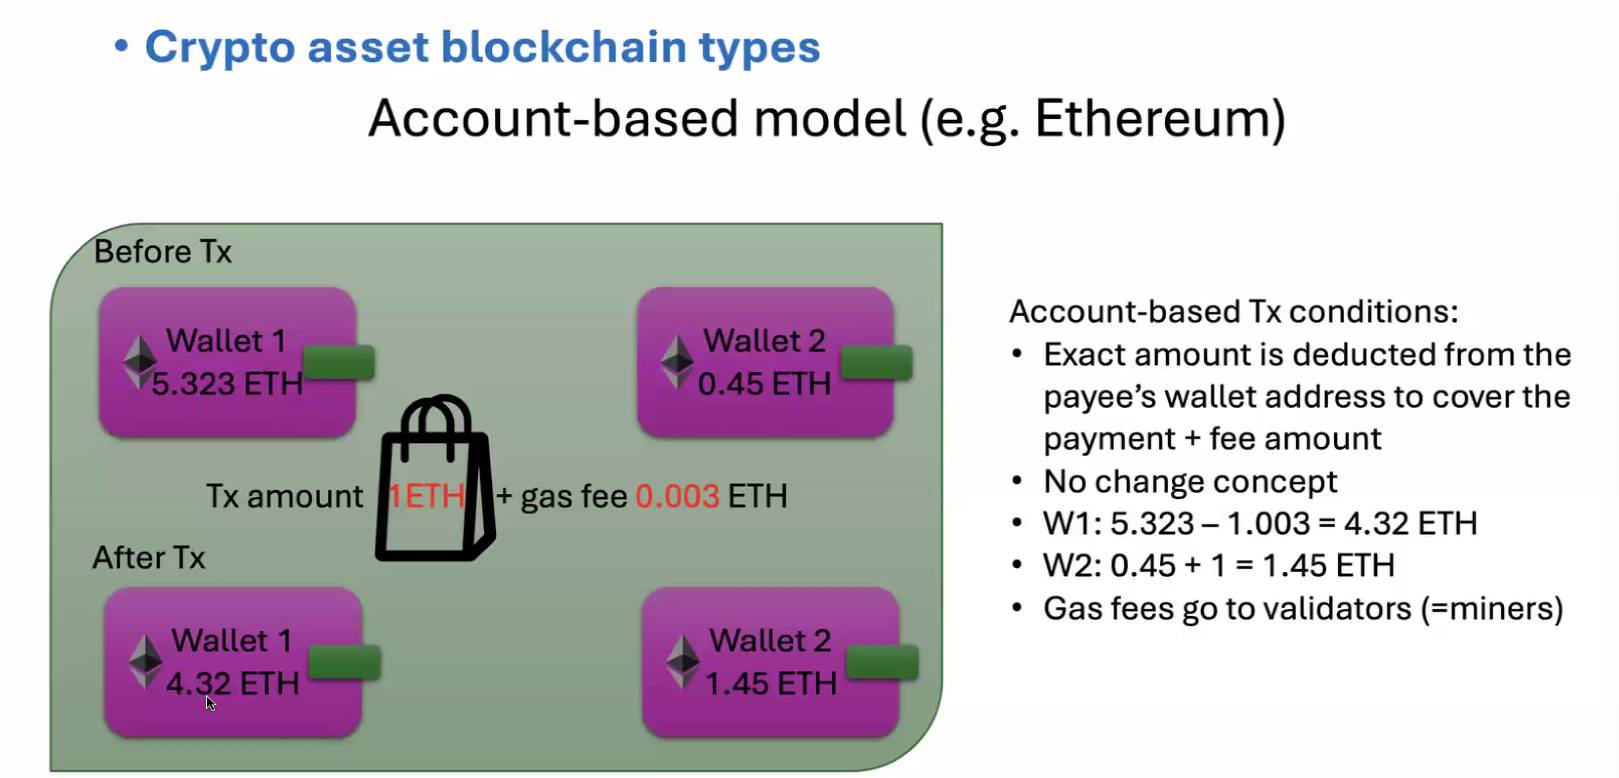 • Crypto asset blockchain types
Account-based model (e.g. Ethereum)
Before Tx
Wallet 1
5.323 ETH
Wallet 2
0.45 ETH
Tx amount 1ETH + gas fee 0.003 ETH
After Tx
Wallet 1
4.32 ETH
Wallet 2
1.45 ETH
Account-based Tx conditions:
• Exact amount is deducted from the
payee’s wallet address to cover the
payment + fee amount
• No change concept
• W1: 5.323 – 1.003 = 4.32 ETH
• W2: 0.45 + 1 = 1.45 ETH
• Gas fees go to validators (=miners)